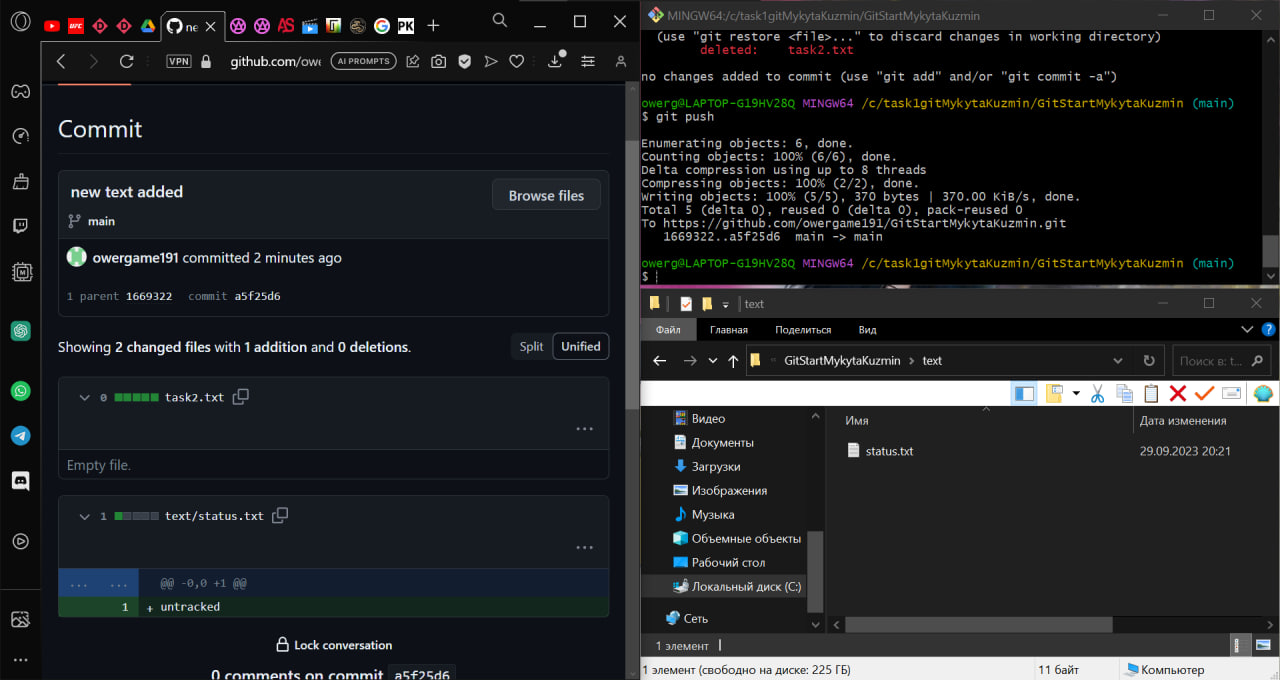 ne
VPN
github.com/owe
AI PROMPTS
Commit
new text added
Browse files
main
owergame191 committed 2 minutes ago
1 parent 1669322 commit a5f25d6
Showing 2 changed files with 1 addition and 0 deletions.
Split
Unified
0
task2.txt
Empty file.
1
text/status.txt
... ... @@ -0,0 +1 @@
1 + untracked
Lock conversation
0 comments on commit a5f25d6
MINGW64:/c/task1gitMykytaKuzmin/GitStartMykytaKuzmin
(use "git restore <file>..." to discard changes in working directory)
deleted: task2.txt
no changes added to commit (use "git add" and/or "git commit -a")
owerg@LAPTOP-G19HV28Q MINGW64 /c/task1gitMykytaKuzmin/GitStartMykytaKuzmin (main)
$ git push
Enumerating objects: 6, done.
Counting objects: 100% (6/6), done.
Delta compression using up to 8 threads
Compressing objects: 100% (2/2), done.
Writing objects: 100% (5/5), 370 bytes | 370.00 KiB/s, done.
Total 5 (delta 0), reused 0 (delta 0), pack-reused 0
To https://github.com/owergame191/GitStartMykytaKuzmin.git
1669322..a5f25d6 main -> main
owerg@LAPTOP-G19HV28Q MINGW64 /c/task1gitMykytaKuzmin/GitStartMykytaKuzmin (main)
$
text
Файл
Главная
Поделиться
Вид
GitStartMykytaKuzmin > text
Поиск в: t...
Видео
Документы
Загрузки
Изображения
Музыка
Объемные объекты
Рабочий стол
Локальный диск (C:)
Сеть
Имя
Дата изменения
status.txt
29.09.2023 20:21
1 элемент
1 элемент (свободно на диске: 225 ГБ)
11 байт
Компьютер